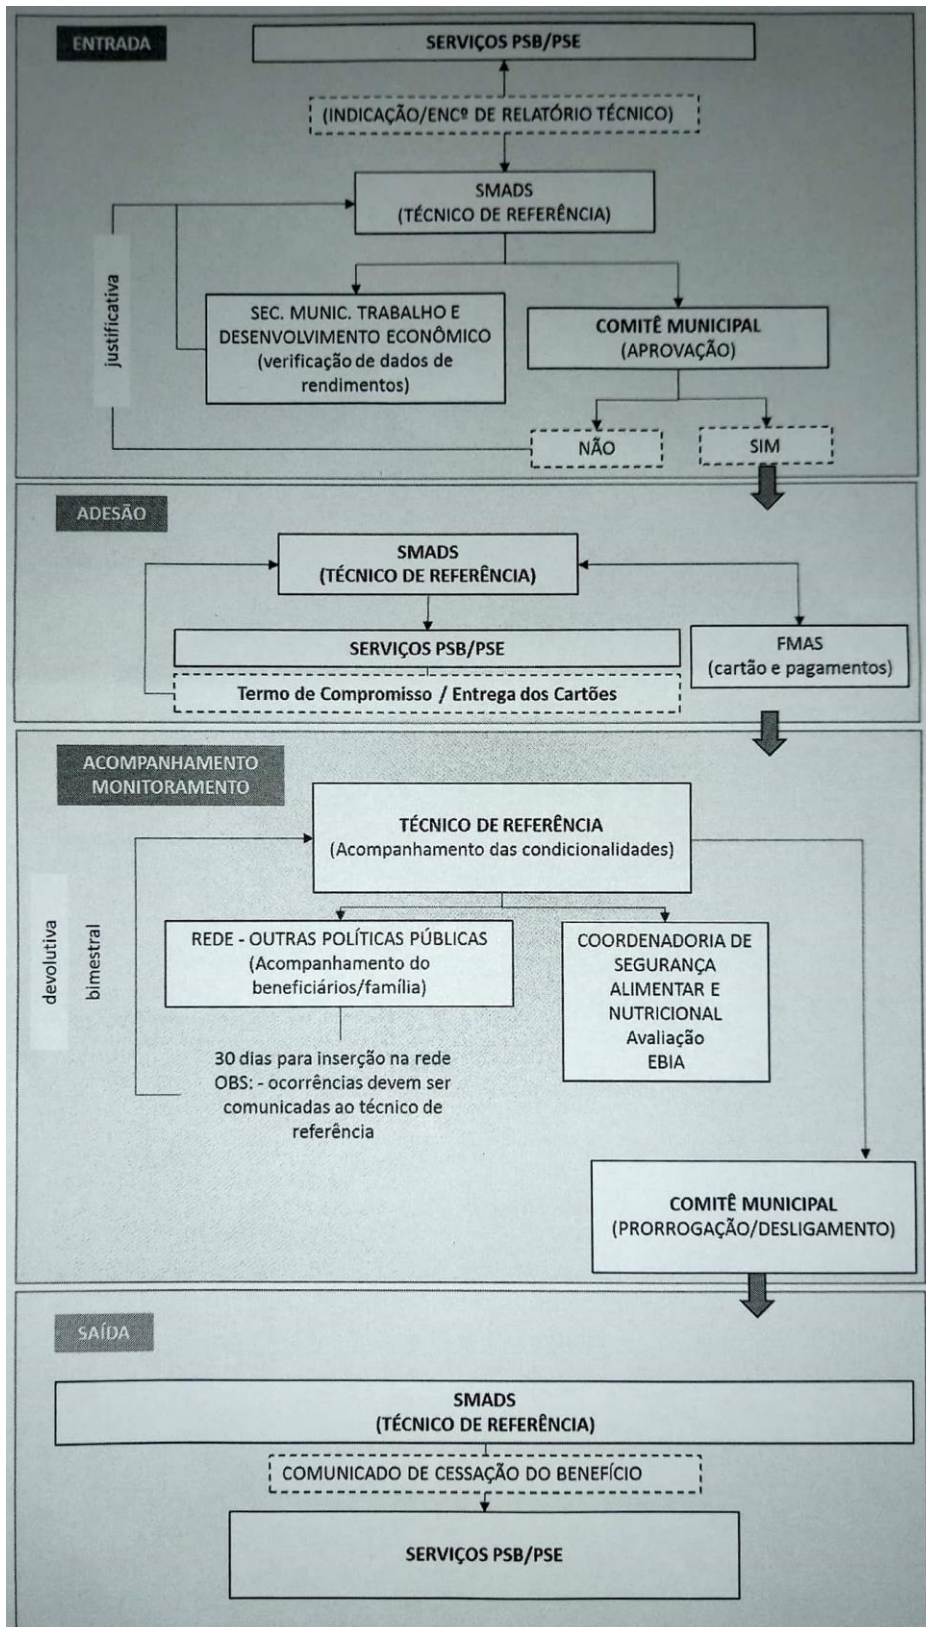 ENTRADA
SERVIÇOS PSB/PSE
(INDICAÇÃO/ENCº DE RELATÓRIO TÉCNICO)
SMADS
(TÉCNICO DE REFERÊNCIA)
justificativa
SEC. MUNIC. TRABALHO E
DESENVOLVIMENTO ECONÔMICO
(verificação de dados de
rendimentos)
COMITÊ MUNICIPAL
(APROVAÇÃO)
NÃO
SIM
ADESÃO
SMADS
(TÉCNICO DE REFERÊNCIA)
SERVIÇOS PSB/PSE
Termo de Compromisso / Entrega dos Cartões
FMAS
(cartão e pagamentos)
ACOMPANHAMENTO
MONITORAMENTO
TÉCNICO DE REFERÊNCIA
(Acompanhamento das condicionalidades)
devolutiva
bimestral
REDE - OUTRAS POLÍTICAS PÚBLICAS
(Acompanhamento do
beneficiários/família)
30 dias para inserção na rede
OBS: - ocorrências devem ser
comunicadas ao técnico de
referência
COORDENADORIA DE
SEGURANÇA
ALIMENTAR E
NUTRICIONAL
Avaliação
EBIA
COMITÊ MUNICIPAL
(PRORROGAÇÃO/DESLIGAMENTO)
SAÍDA
SMADS
(TÉCNICO DE REFERÊNCIA)
COMUNICADO DE CESSAÇÃO DO BENEFÍCIO
SERVIÇOS PSB/PSE